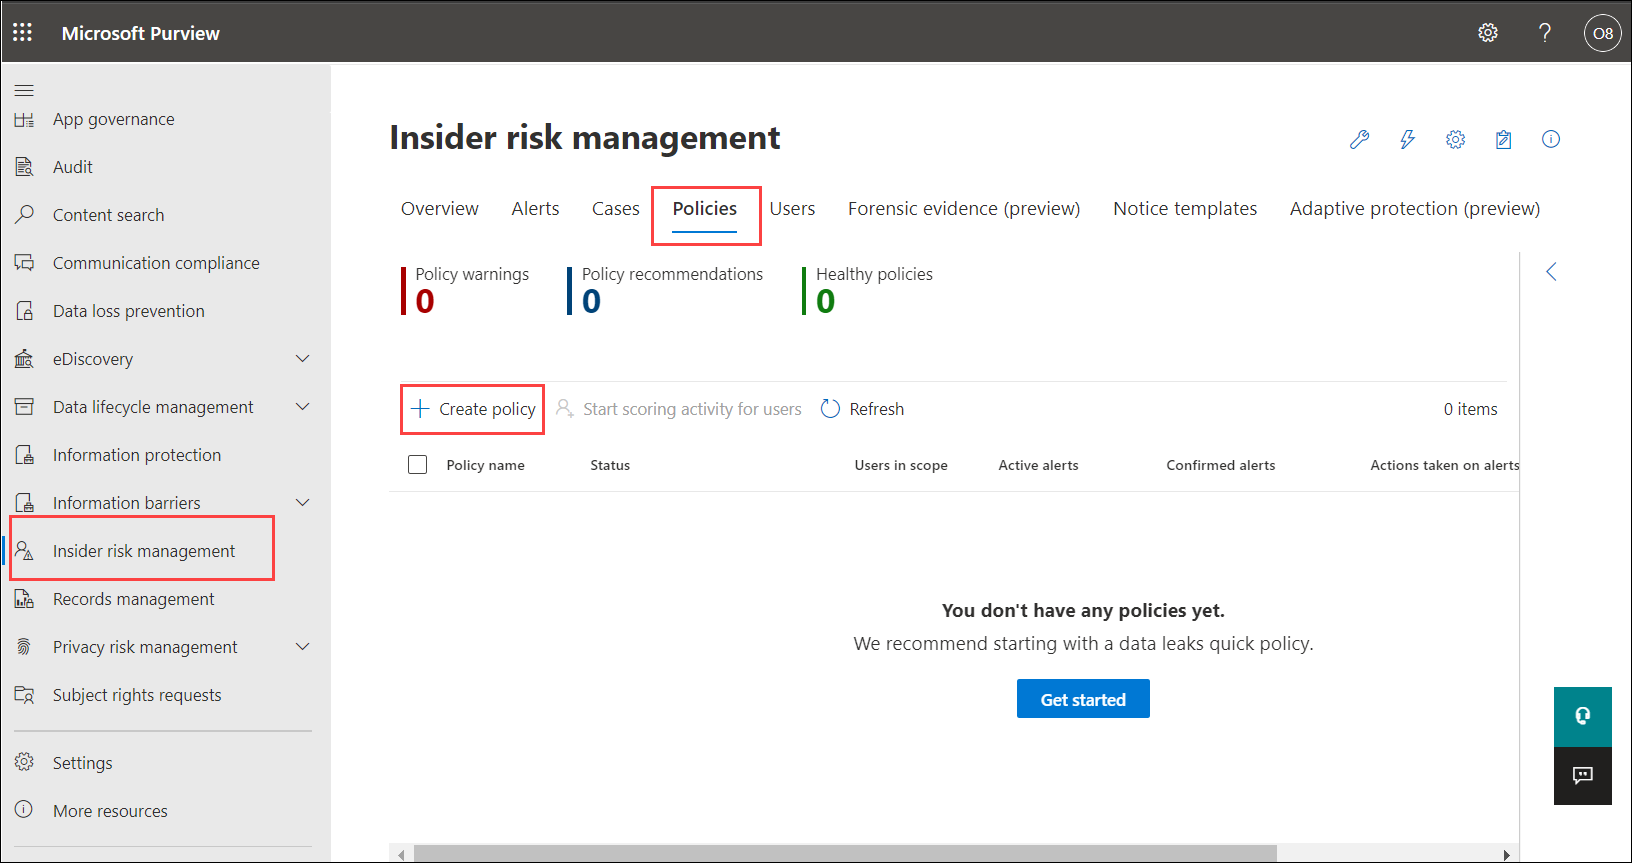 Microsoft Purview
?
O8
App governance
Audit
Content search
Communication compliance
Data loss prevention
eDiscovery
Data lifecycle management
Information protection
Information barriers
Insider risk management
Records management
Privacy risk management
Subject rights requests
Settings
More resources
Insider risk management
Overview Alerts Cases Policies Users Forensic evidence (preview) Notice templates Adaptive protection (preview)
Policy warnings Policy recommendations Healthy policies
0 0 0
Create policy Start scoring activity for users Refresh 0 items
Policy name Status Users in scope Active alerts Confirmed alerts Actions taken on alerts
You don't have any policies yet.
We recommend starting with a data leaks quick policy.
Get started